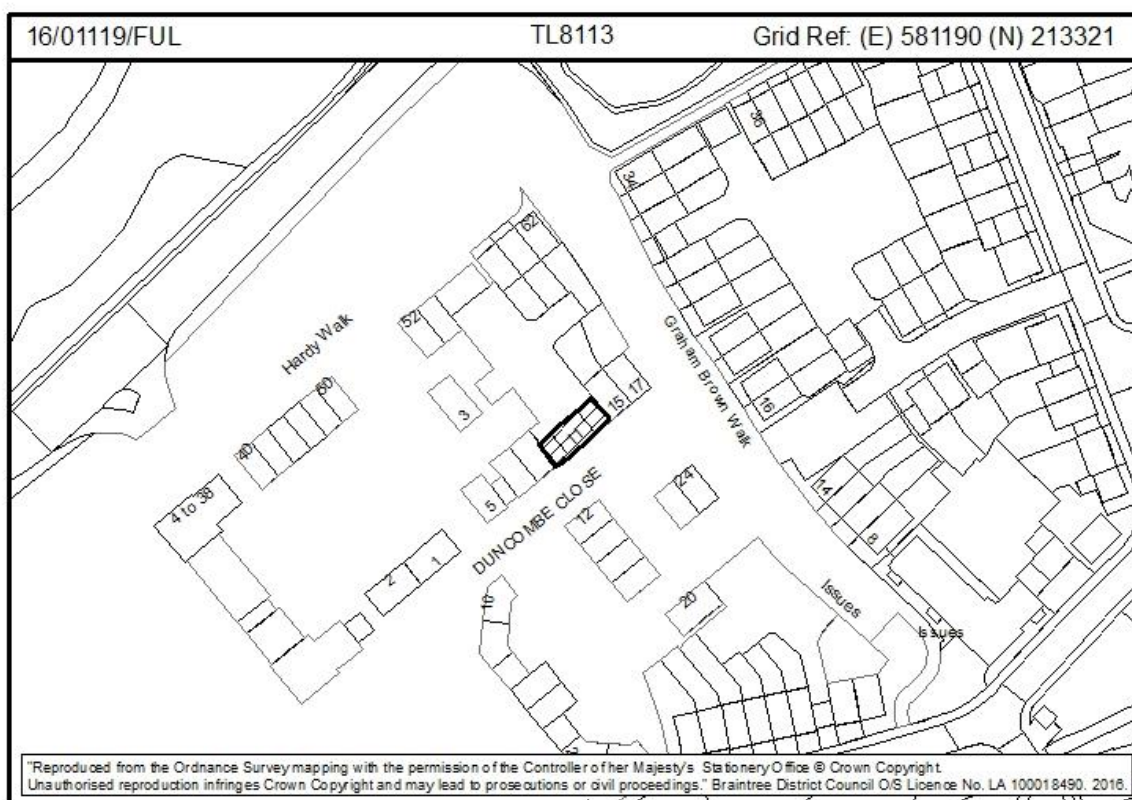 16/01119/FUL TL8113 Grid Ref: (E) 581190 (N) 213321
36
34
62
52
Hardy Walk
Graham Brown Walk
60
3
17
15
16
11
40
5
4 to 38
24
14
DUNCOMBE CLOSE
12
8
2
1
10
20
Issues
Issues
"Reproduced from the Ordnance Survey mapping with the permission of the Controller of her Majesty's Stationery Office © Crown Copyright.
Unauthorised reproduction infringes Crown Copyright and may lead to prosecutions or civil proceedings." Braintree District Council O/S Licence No. LA 100018490. 2016.